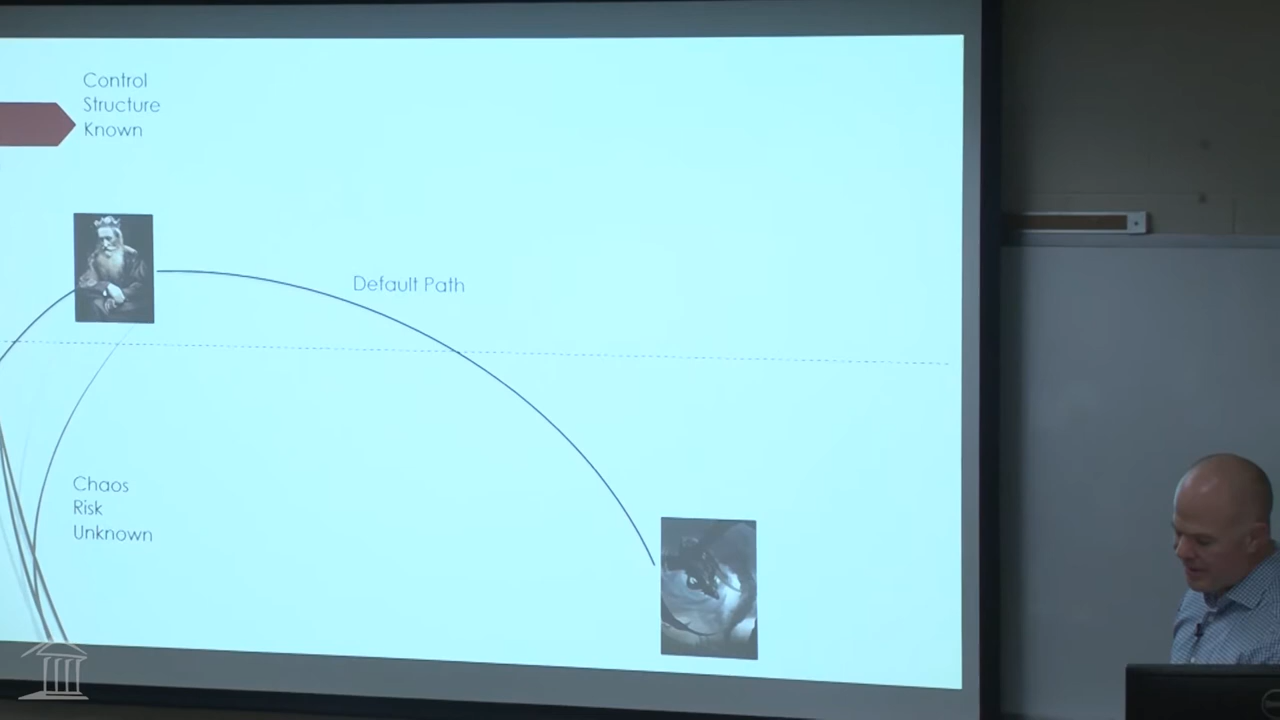 Control
Structure
Known
Default Path
Chaos
Risk
Unknown